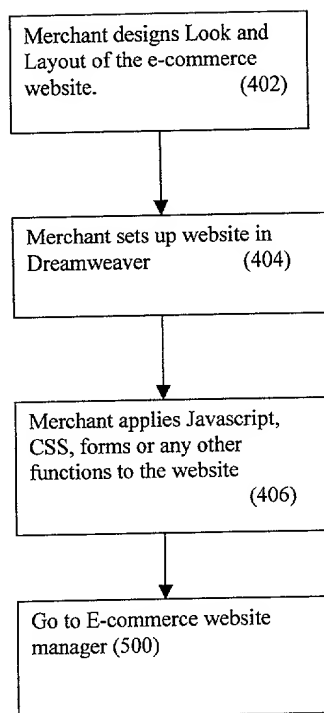 Merchant designs Look and
Layout of the e-commerce
website. (402)
Merchant sets up website in
Dreamweaver (404)
Merchant applies Javascript,
CSS, forms or any other
functions to the website
(406)
Go to E-commerce website
manager (500)